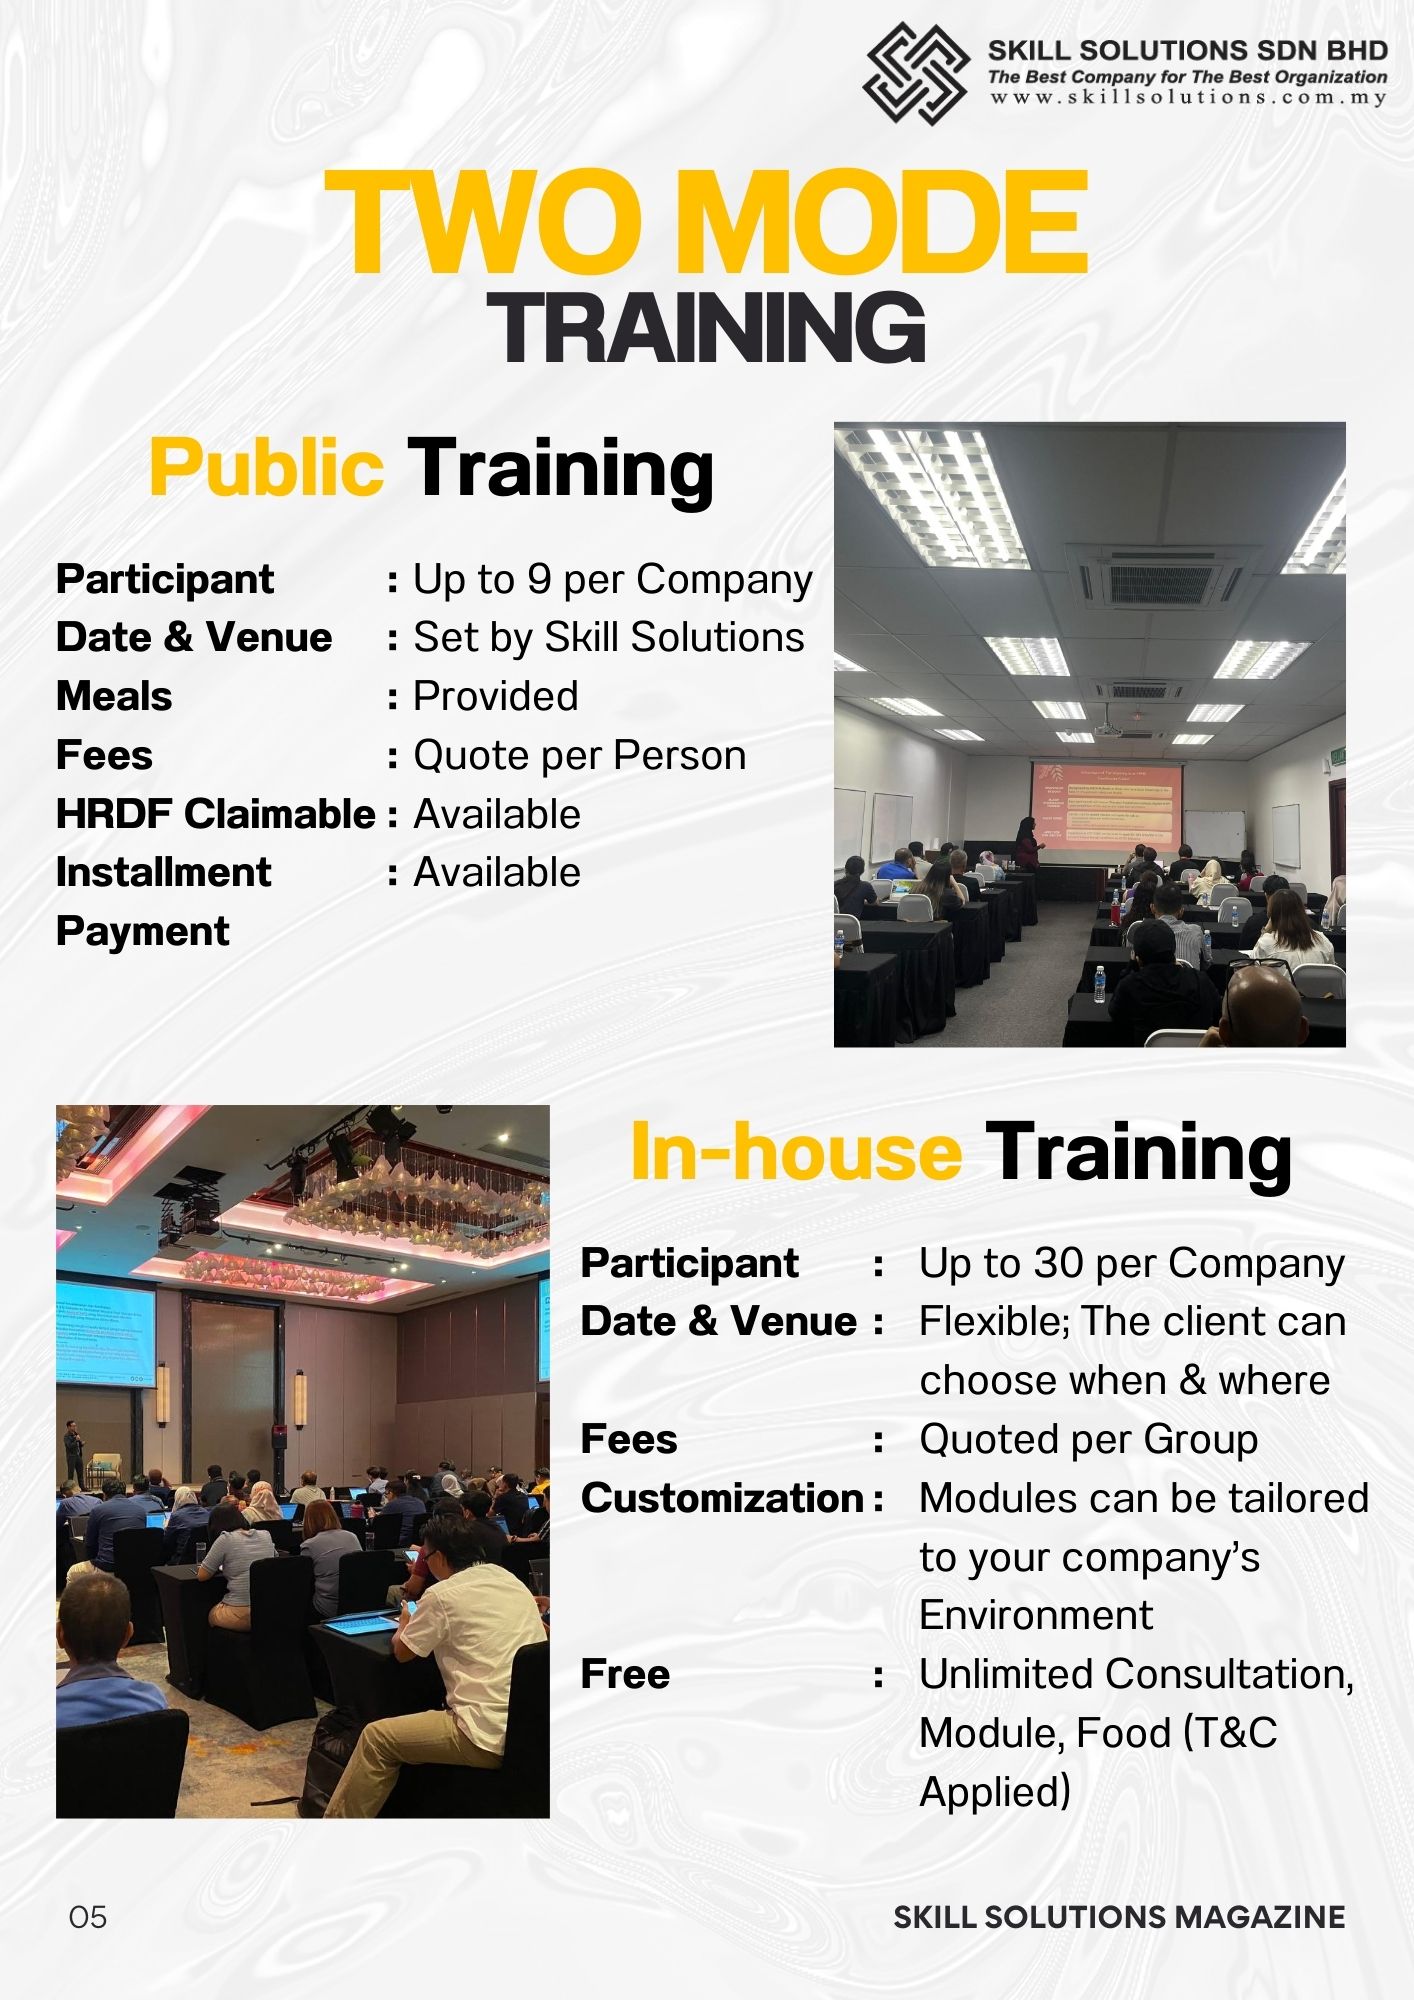 SKILL SOLUTIONS SDN BHD
The Best Company for The Best Organization
www.skillsolutions.com.my
TWO MODE
TRAINING
Public Training
Participant : Up to 9 per Company
Date & Venue : Set by Skill Solutions
Meals : Provided
Fees : Quote per Person
HRDF Claimable : Available
Installment : Available
Payment
In-house Training
Participant : Up to 30 per Company
Date & Venue : Flexible; The client can
choose when & where
Fees : Quoted per Group
Customization : Modules can be tailored
to your company’s
Environment
Free : Unlimited Consultation,
Module, Food (T&C
Applied)
05
SKILL SOLUTIONS MAGAZINE